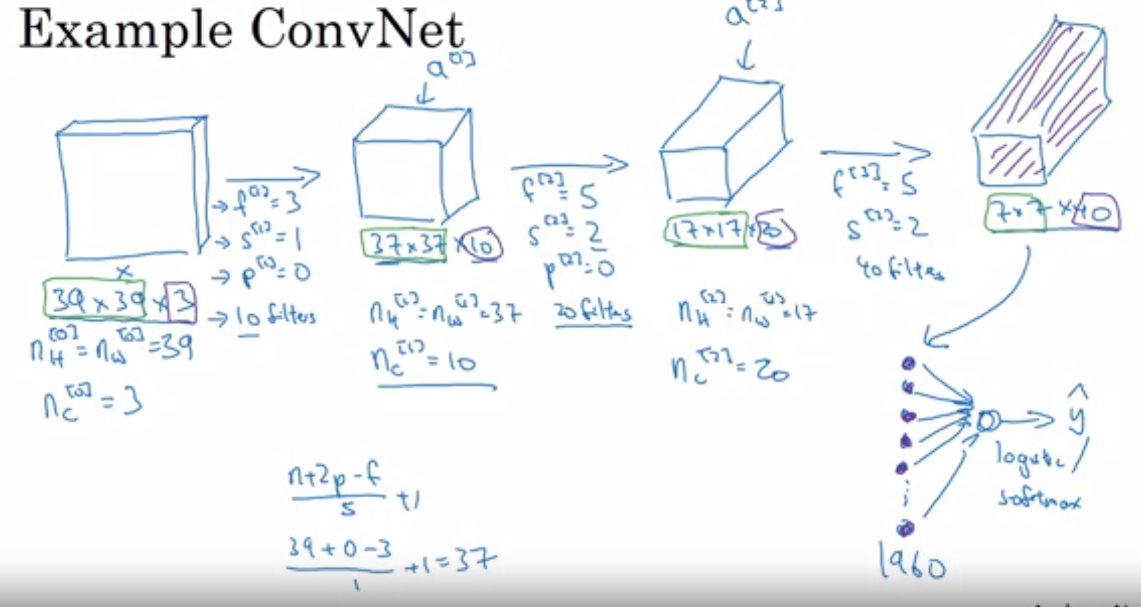 Example ConvNet
a^[1]
a^[2]
→ f^[1] = 3
→ s^[1] = 1
→ p^[1] = 0
→ 10 filters
39 × 39 × 3
n_H^[0] = n_W^[0] = 39
n_C^[0] = 3
37×37 ×10
n_H^[1] = n_W^[1] = 37
n_C^[1] = 10
f^[2] = 5
s^[2] = 2
p^[2] = 0
20 filters
17×17 ×20
n_H^[2] = n_W^[2] = 17
n_C^[2] = 20
f^[3] = 5
s^[3] = 2
40 filters
7×7 ×40
ŷ
logistic /
softmax
1960
n+2p-f
s
+1
39+0-3
1
+1 = 37